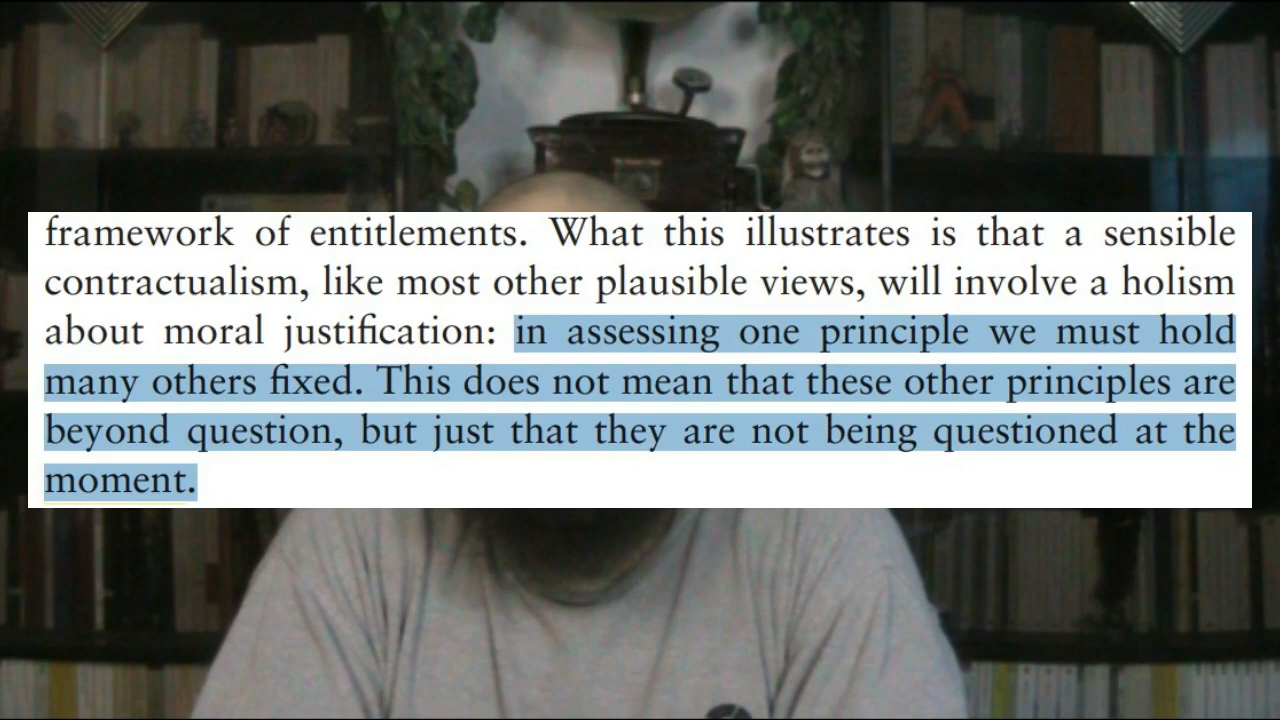 framework of entitlements. What this illustrates is that a sensible
contractualism, like most other plausible views, will involve a holism
about moral justification: in assessing one principle we must hold
many others fixed. This does not mean that these other principles are
beyond question, but just that they are not being questioned at the
moment.